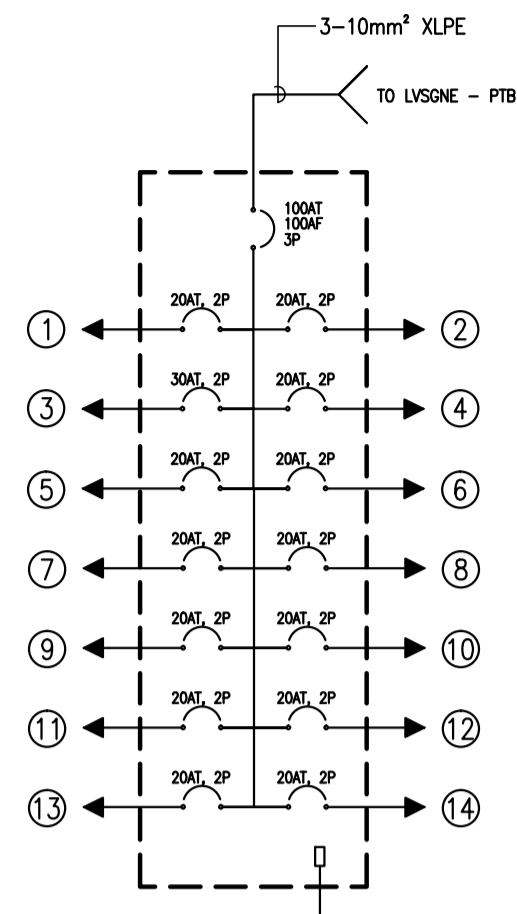 3-10mm² XLPE
TO LVSGNE - PTB
100AT
100AF
3P
20AT, 2P 20AT, 2P
1 2
30AT, 2P 20AT, 2P
3 4
20AT, 2P 20AT, 2P
5 6
20AT, 2P 20AT, 2P
7 8
20AT, 2P 20AT, 2P
9 10
20AT, 2P 20AT, 2P
11 12
20AT, 2P 20AT, 2P
13 14